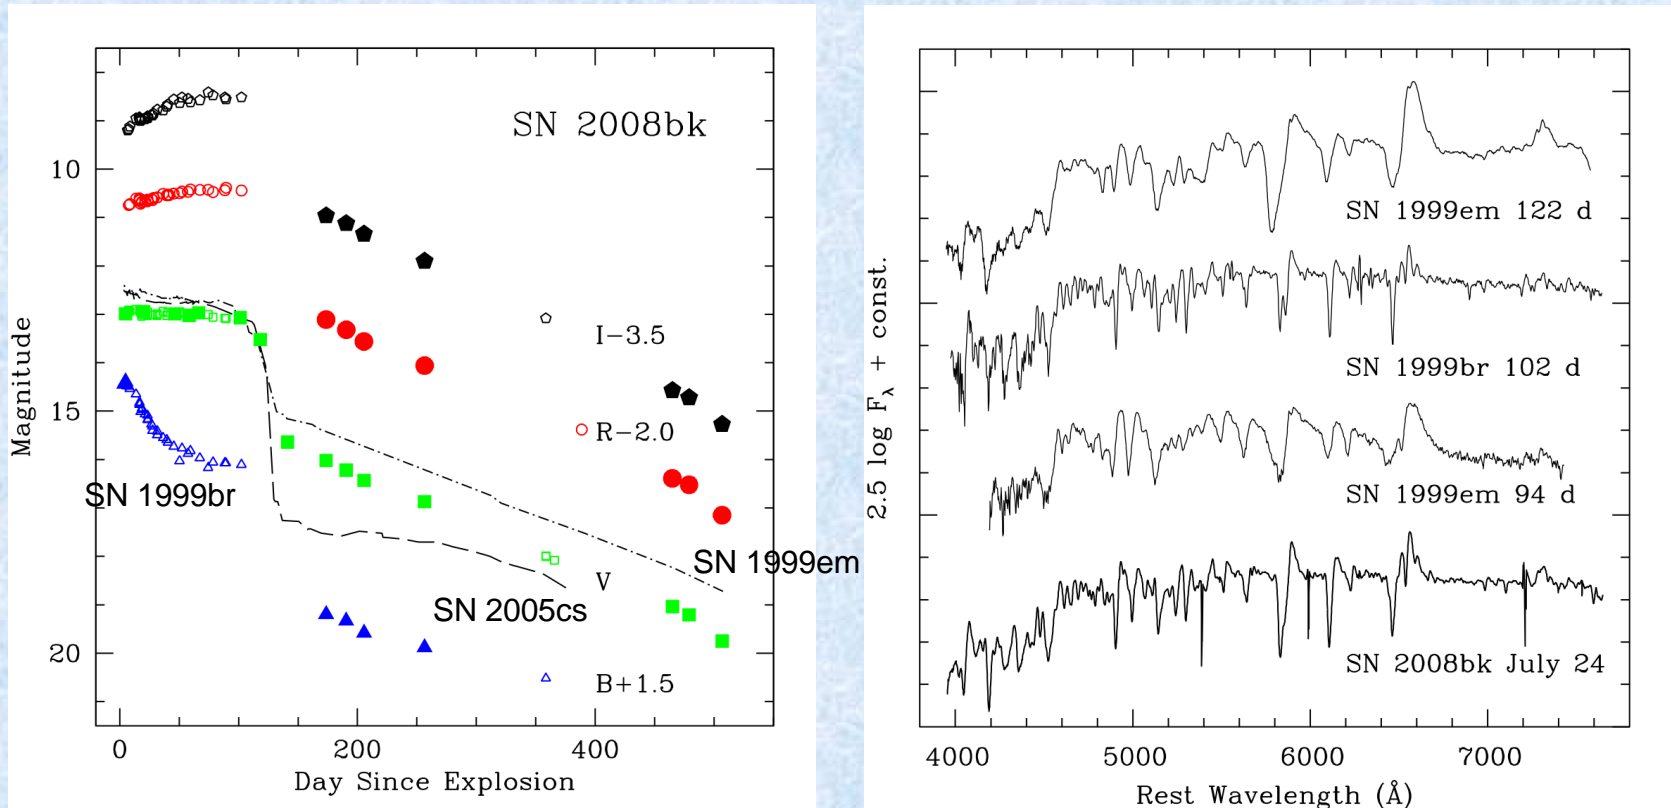 SN 2008bk
10
15
20
Magnitude
I−3.5
R−2.0
V
B+1.5
SN 1999br
SN 1999em
SN 2005cs
0
200
400
Day Since Explosion
2.5 log Fλ + const.
SN 1999em 122 d
SN 1999br 102 d
SN 1999em 94 d
SN 2008bk July 24
4000
5000
6000
7000
Rest Wavelength (Å)